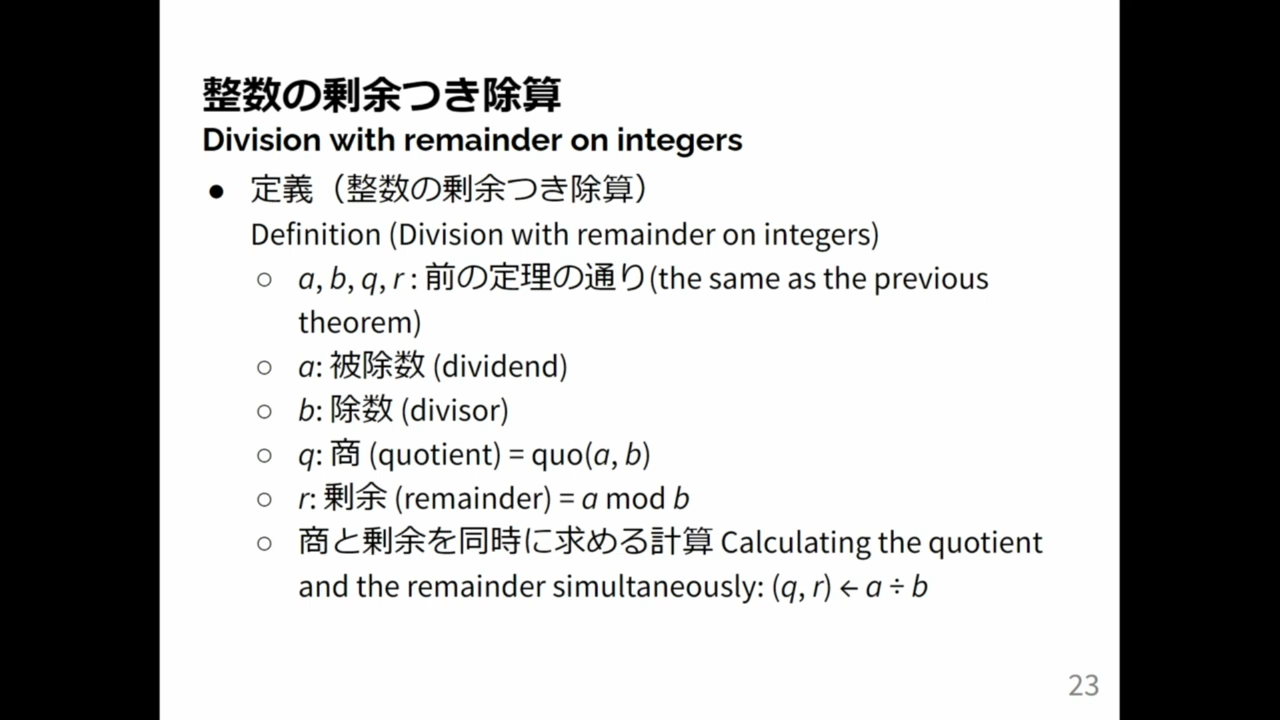 整数の剰余つき除算
Division with remainder on integers
● 定義（整数の剰余つき除算）
Definition (Division with remainder on integers)
○ a, b, q, r : 前の定理の通り(the same as the previous
theorem)
○ a: 被除数 (dividend)
○ b: 除数 (divisor)
○ q: 商 (quotient) = quo(a, b)
○ r: 剰余 (remainder) = a mod b
○ 商と剰余を同時に求める計算 Calculating the quotient
and the remainder simultaneously: (q, r) ← a ÷ b
23